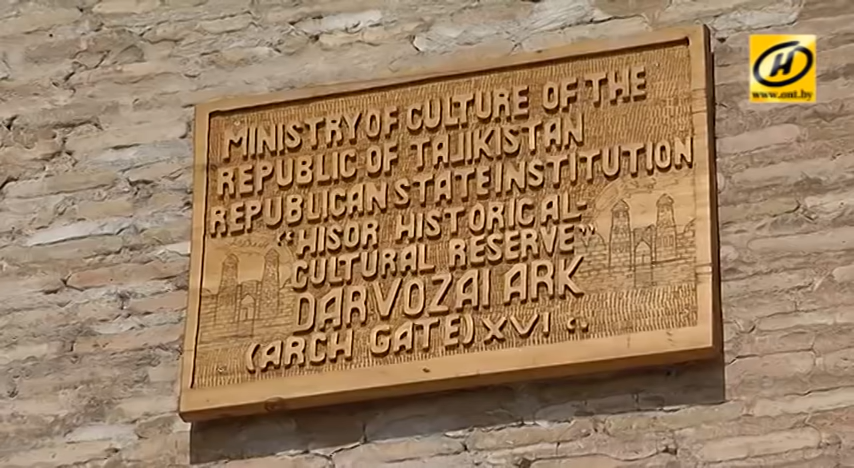 MINISTRY OF CULTURE OF THE
REPUBLIC OF TAJIKISTAN
REPUBLICAN STATE INSTITUTION
"HISOR HISTORICAL-
CULTURAL RESERVE"
DARVOZAI ARK
(ARCH GATE) XVI c.
H
www.ont.by